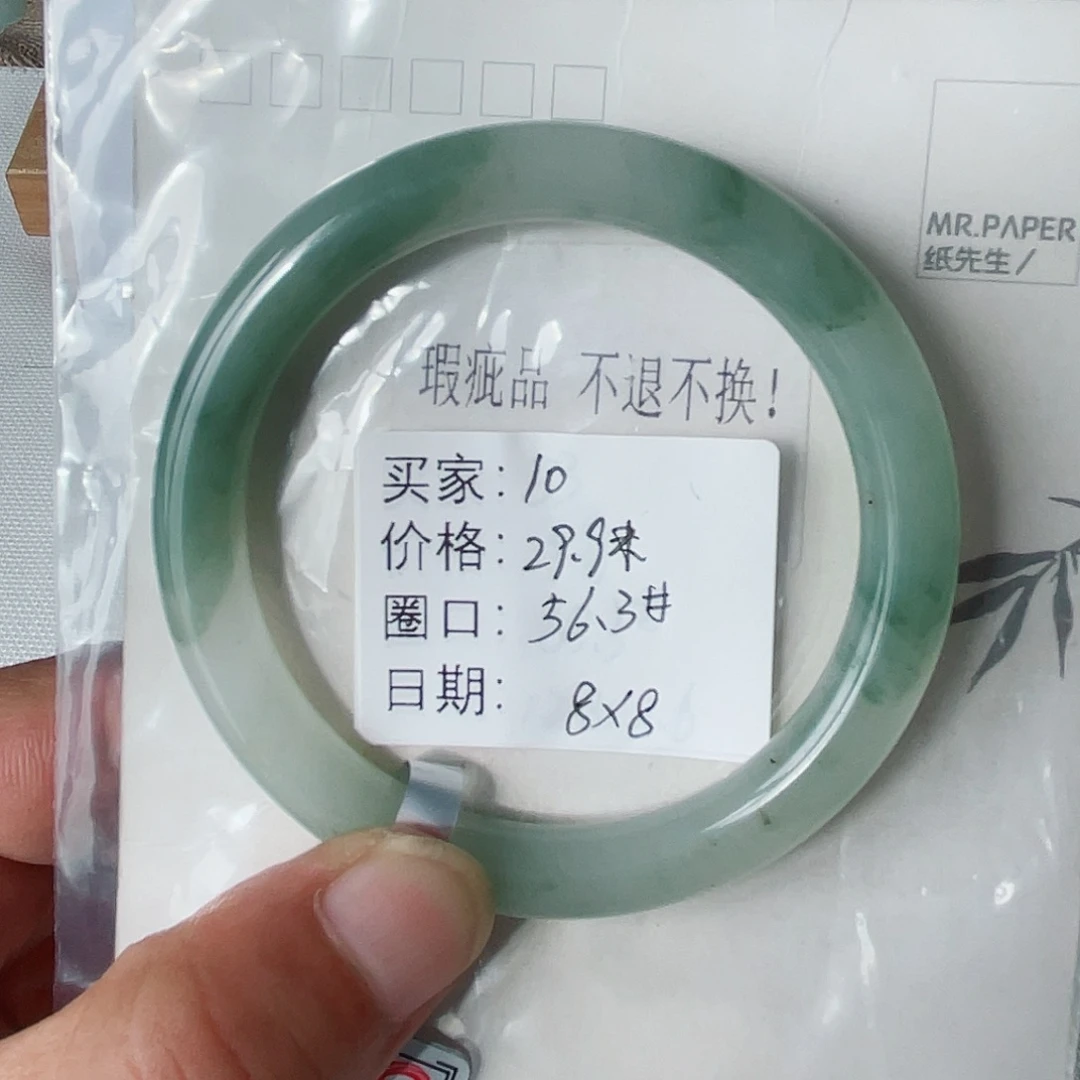 MR.PAPER
纸先生/
瑕疵品 不退不换!
买家: 10
价格: 29.9米
圈口: 56.3#
日期: 8×8